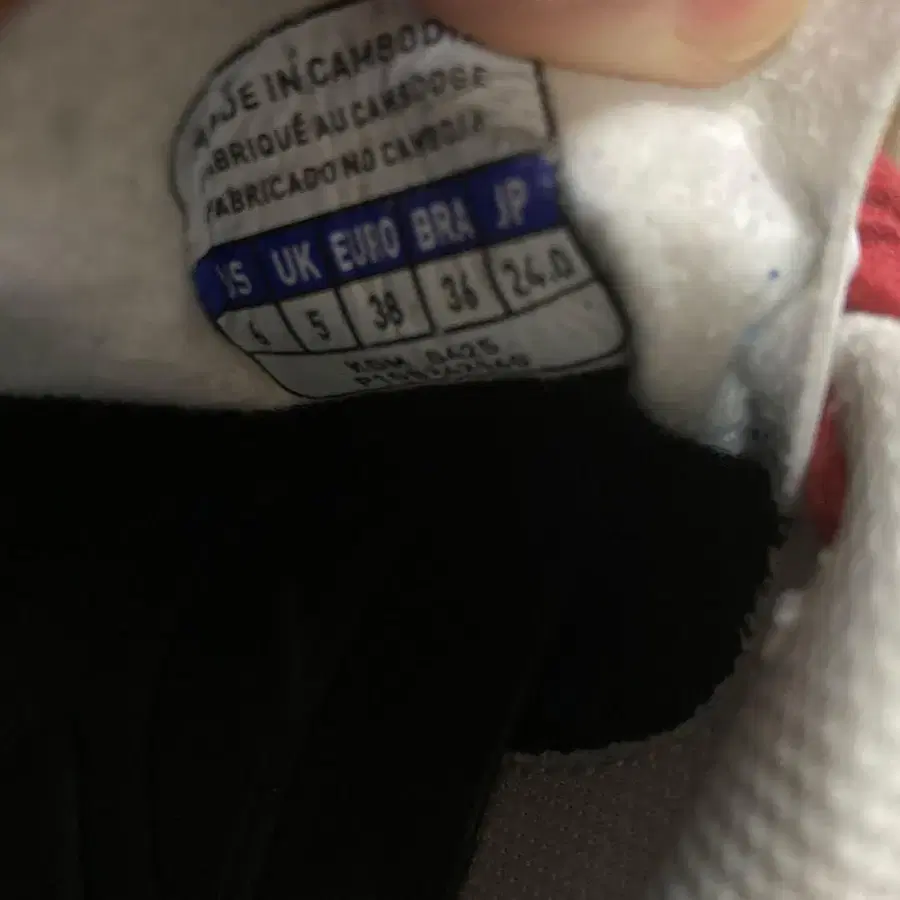 MADE IN CAMBODIA
FABRIQUÉ AU CAMBODGE
FABRICADO NO CAMBOJA
US UK EURO BRA JP
6 5 38 36 24.0
0425